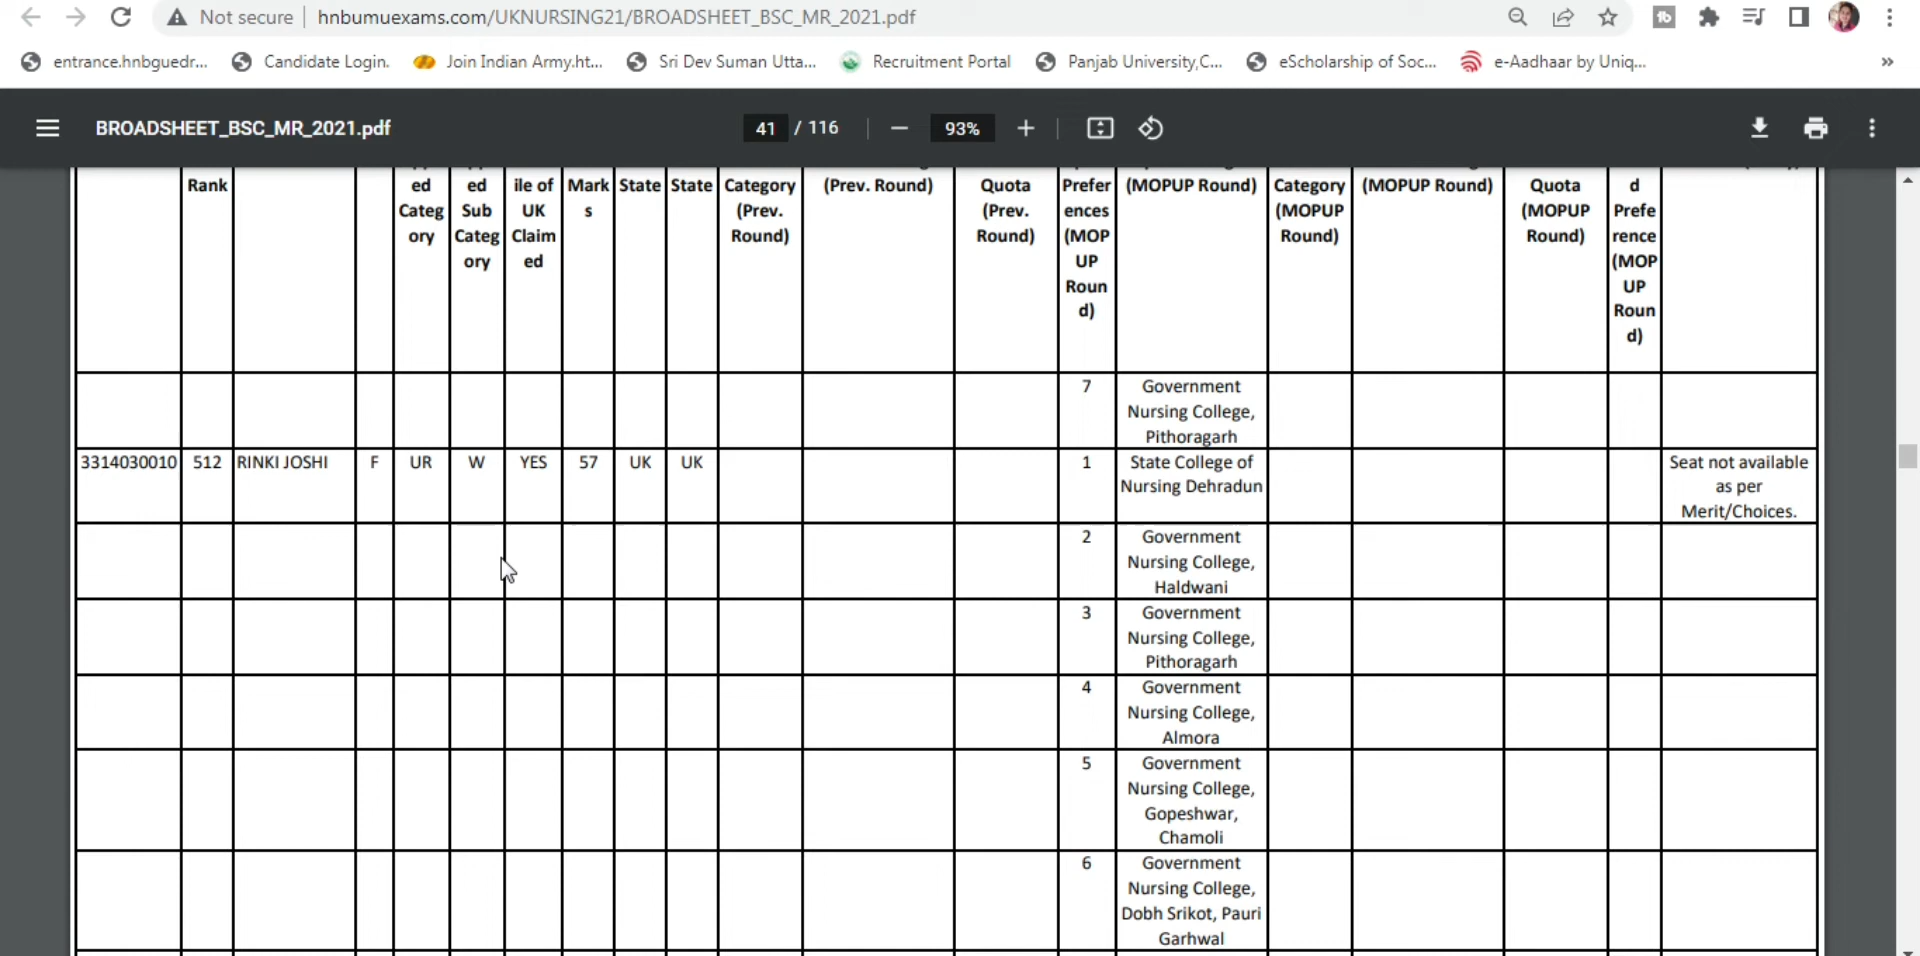 Not secure
hnbumuexams.com/UKNURSING21/BROADSHEET_BSC_MR_2021.pdf
entrance.hnbguedr...
Candidate Login.
Join Indian Army.ht...
Sri Dev Suman Utta...
Recruitment Portal
Panjab University,C...
eScholarship of Soc...
e-Aadhaar by Uniq...
»
BROADSHEET_BSC_MR_2021.pdf
41 / 116
93%
Rank
ed
Categ
ory
ed
Sub
Categ
ory
ile of
UK
Claim
ed
Mark
s
State
State
Category
(Prev.
Round)
(Prev. Round)
Quota
(Prev.
Round)
Prefer
ences
(MOP
UP
Roun
d)
(MOPUP Round)
Category
(MOPUP
Round)
(MOPUP Round)
Quota
(MOPUP
Round)
d
Prefe
rence
(MOP
UP
Roun
d)
7
Government
Nursing College,
Pithoragarh
3314030010
512
RINKI JOSHI
F
UR
W
YES
57
UK
UK
1
State College of
Nursing Dehradun
Seat not available
as per
Merit/Choices.
2
Government
Nursing College,
Haldwani
3
Government
Nursing College,
Pithoragarh
4
Government
Nursing College,
Almora
5
Government
Nursing College,
Gopeshwar,
Chamoli
6
Government
Nursing College,
Dobh Srikot, Pauri
Garhwal